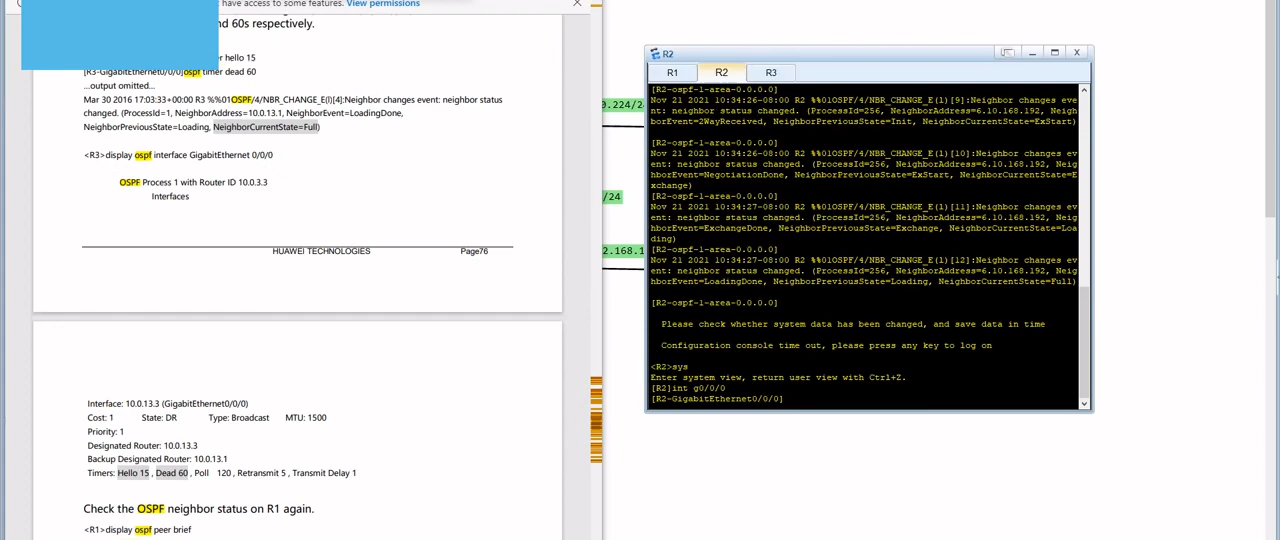 have access to some features. View permissions
d 60s respectively.
er hello 15
[R3-GigabitEthernet0/0/0]ospf timer dead 60
...output omitted...
Mar 30 2016 17:03:33+00:00 R3 %%01OSPF/4/NBR_CHANGE_E(l)[4]:Neighbor changes event: neighbor status
changed. (ProcessId=1, NeighborAddress=10.0.13.1, NeighborEvent=LoadingDone,
NeighborPreviousState=Loading, NeighborCurrentState=Full)
<R3>display ospf interface GigabitEthernet 0/0/0
OSPF Process 1 with Router ID 10.0.3.3
Interfaces
HUAWEI TECHNOLOGIES Page76
Interface: 10.0.13.3 (GigabitEthernet0/0/0)
Cost: 1 State: DR Type: Broadcast MTU: 1500
Priority: 1
Designated Router: 10.0.13.3
Backup Designated Router: 10.0.13.1
Timers: Hello 15 , Dead 60 , Poll 120 , Retransmit 5 , Transmit Delay 1
Check the OSPF neighbor status on R1 again.
<R1>display ospf peer brief
0.224/24
/24
2.168.1
R2
R1 R2 R3
[R2-ospf-1-area-0.0.0.0]
Nov 21 2021 10:34:26-08:00 R2 %%01OSPF/4/NBR_CHANGE_E(l)[9]:Neighbor changes eve
nt: neighbor status changed. (ProcessId=256, NeighborAddress=6.10.168.192, Neigh
borEvent=2WayReceived, NeighborPreviousState=Init, NeighborCurrentState=ExStart)
[R2-ospf-1-area-0.0.0.0]
Nov 21 2021 10:34:26-08:00 R2 %%01OSPF/4/NBR_CHANGE_E(l)[10]:Neighbor changes ev
ent: neighbor status changed. (ProcessId=256, NeighborAddress=6.10.168.192, Neig
hborEvent=NegotiationDone, NeighborPreviousState=ExStart, NeighborCurrentState=E
xchange)
[R2-ospf-1-area-0.0.0.0]
Nov 21 2021 10:34:27-08:00 R2 %%01OSPF/4/NBR_CHANGE_E(l)[11]:Neighbor changes ev
ent: neighbor status changed. (ProcessId=256, NeighborAddress=6.10.168.192, Neig
hborEvent=ExchangeDone, NeighborPreviousState=Exchange, NeighborCurrentState=Loa
ding)
[R2-ospf-1-area-0.0.0.0]
Nov 21 2021 10:34:27-08:00 R2 %%01OSPF/4/NBR_CHANGE_E(l)[12]:Neighbor changes ev
ent: neighbor status changed. (ProcessId=256, NeighborAddress=6.10.168.192, Neig
hborEvent=LoadingDone, NeighborPreviousState=Loading, NeighborCurrentState=Full)
[R2-ospf-1-area-0.0.0.0]
Please check whether system data has been changed, and save data in time
Configuration console time out, please press any key to log on
<R2>sys
Enter system view, return user view with Ctrl+Z.
[R2]int g0/0/0
[R2-GigabitEthernet0/0/0]